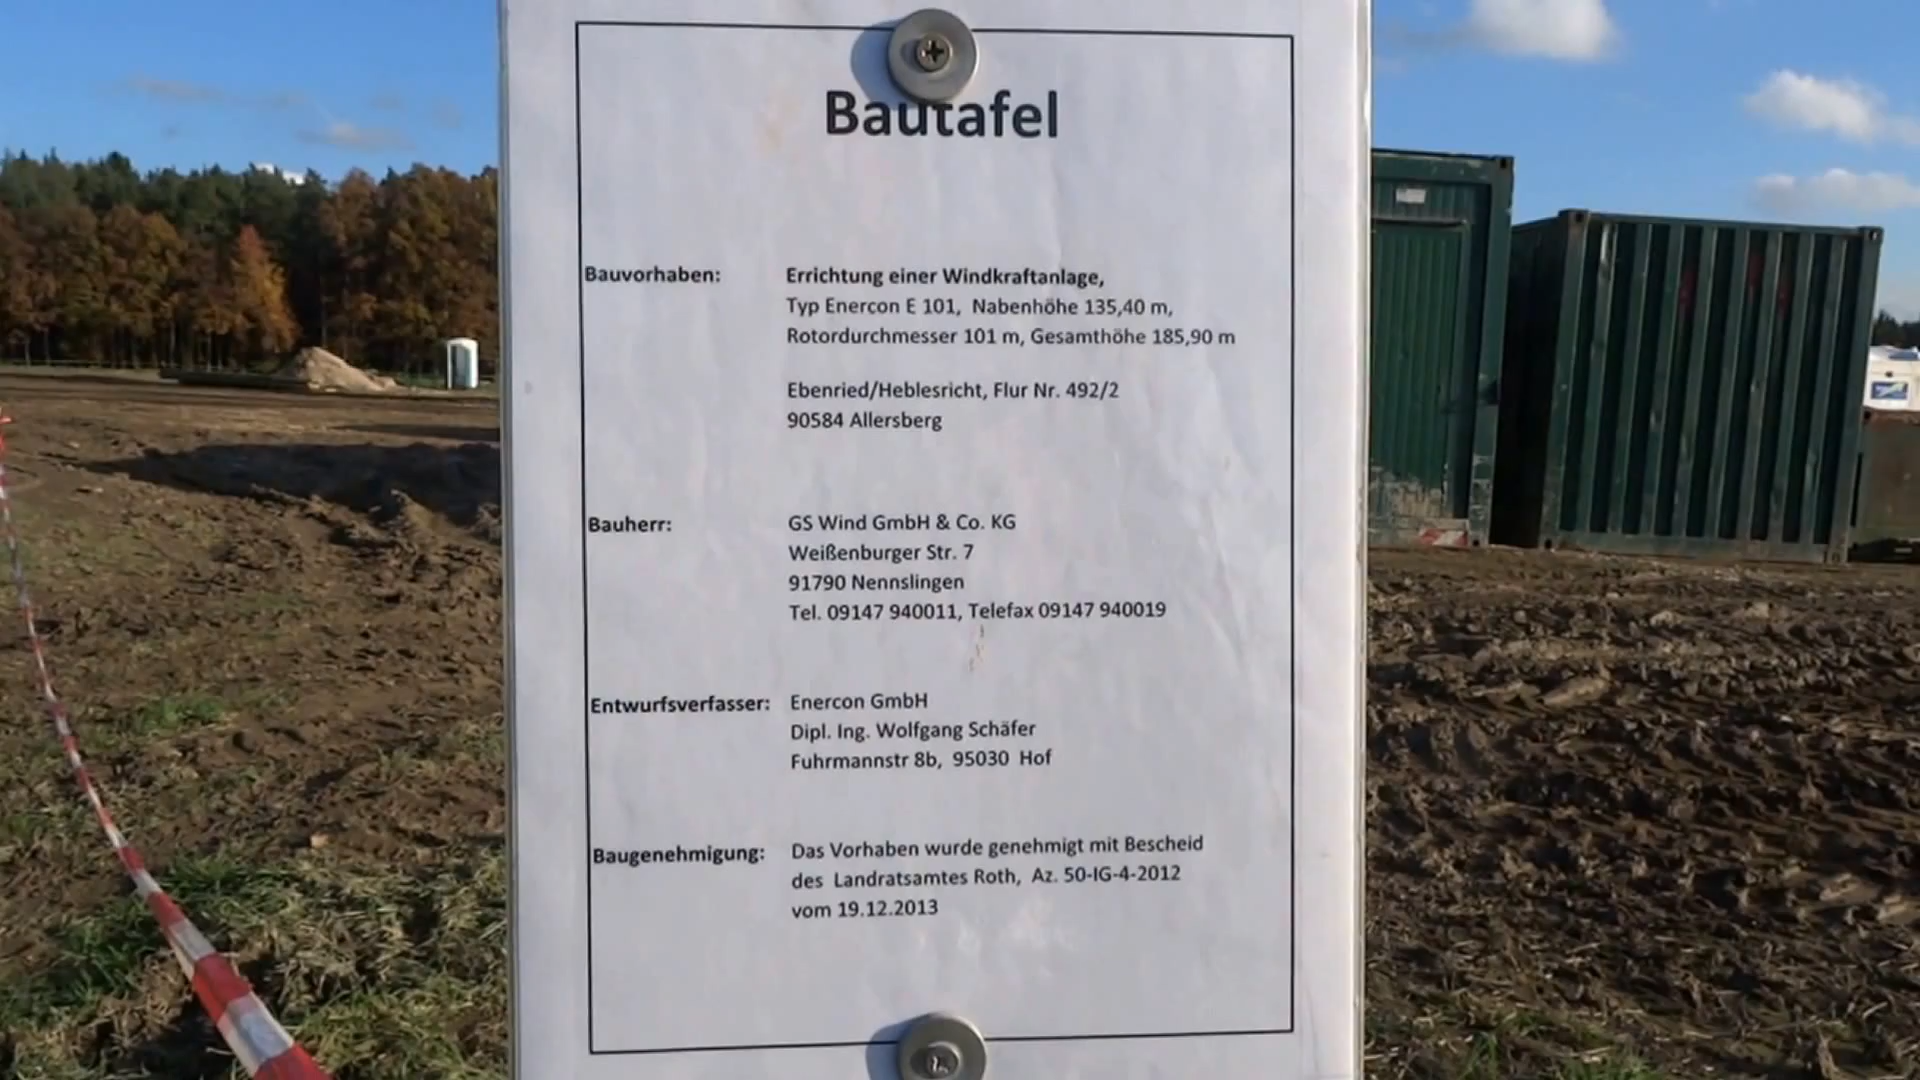 Bautafel
Bauvorhaben: Errichtung einer Windkraftanlage,
Typ Enercon E 101, Nabenhöhe 135,40 m,
Rotordurchmesser 101 m, Gesamthöhe 185,90 m
Ebenried/Heblesricht, Flur Nr. 492/2
90584 Allersberg
Bauherr: GS Wind GmbH & Co. KG
Weißenburger Str. 7
91790 Nennslingen
Tel. 09147 940011, Telefax 09147 940019
Entwurfsverfasser: Enercon GmbH
Dipl. Ing. Wolfgang Schäfer
Fuhrmannstr 8b, 95030 Hof
Baugenehmigung: Das Vorhaben wurde genehmigt mit Bescheid
des Landratsamtes Roth, Az. 50-IG-4-2012
vom 19.12.2013